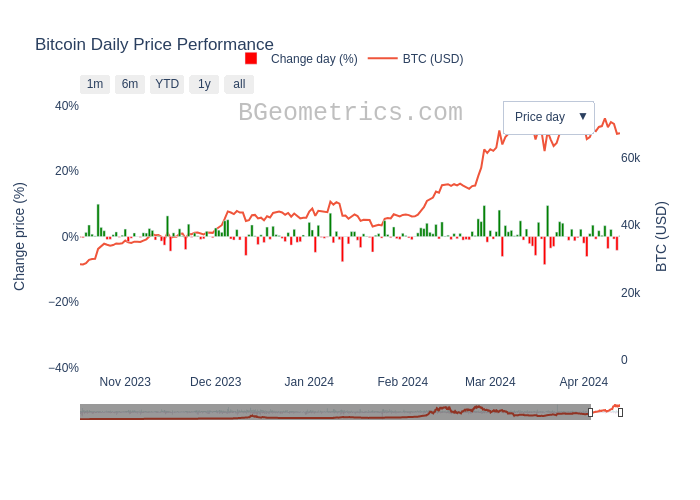 Bitcoin Daily Price Performance
Change day (%)
BTC (USD)
1m
6m
YTD
1y
all
BGeometrics.com
Price day ▼
40%
20%
0%
−20%
−40%
Change price (%)
60k
40k
20k
0
BTC (USD)
Nov 2023
Dec 2023
Jan 2024
Feb 2024
Mar 2024
Apr 2024